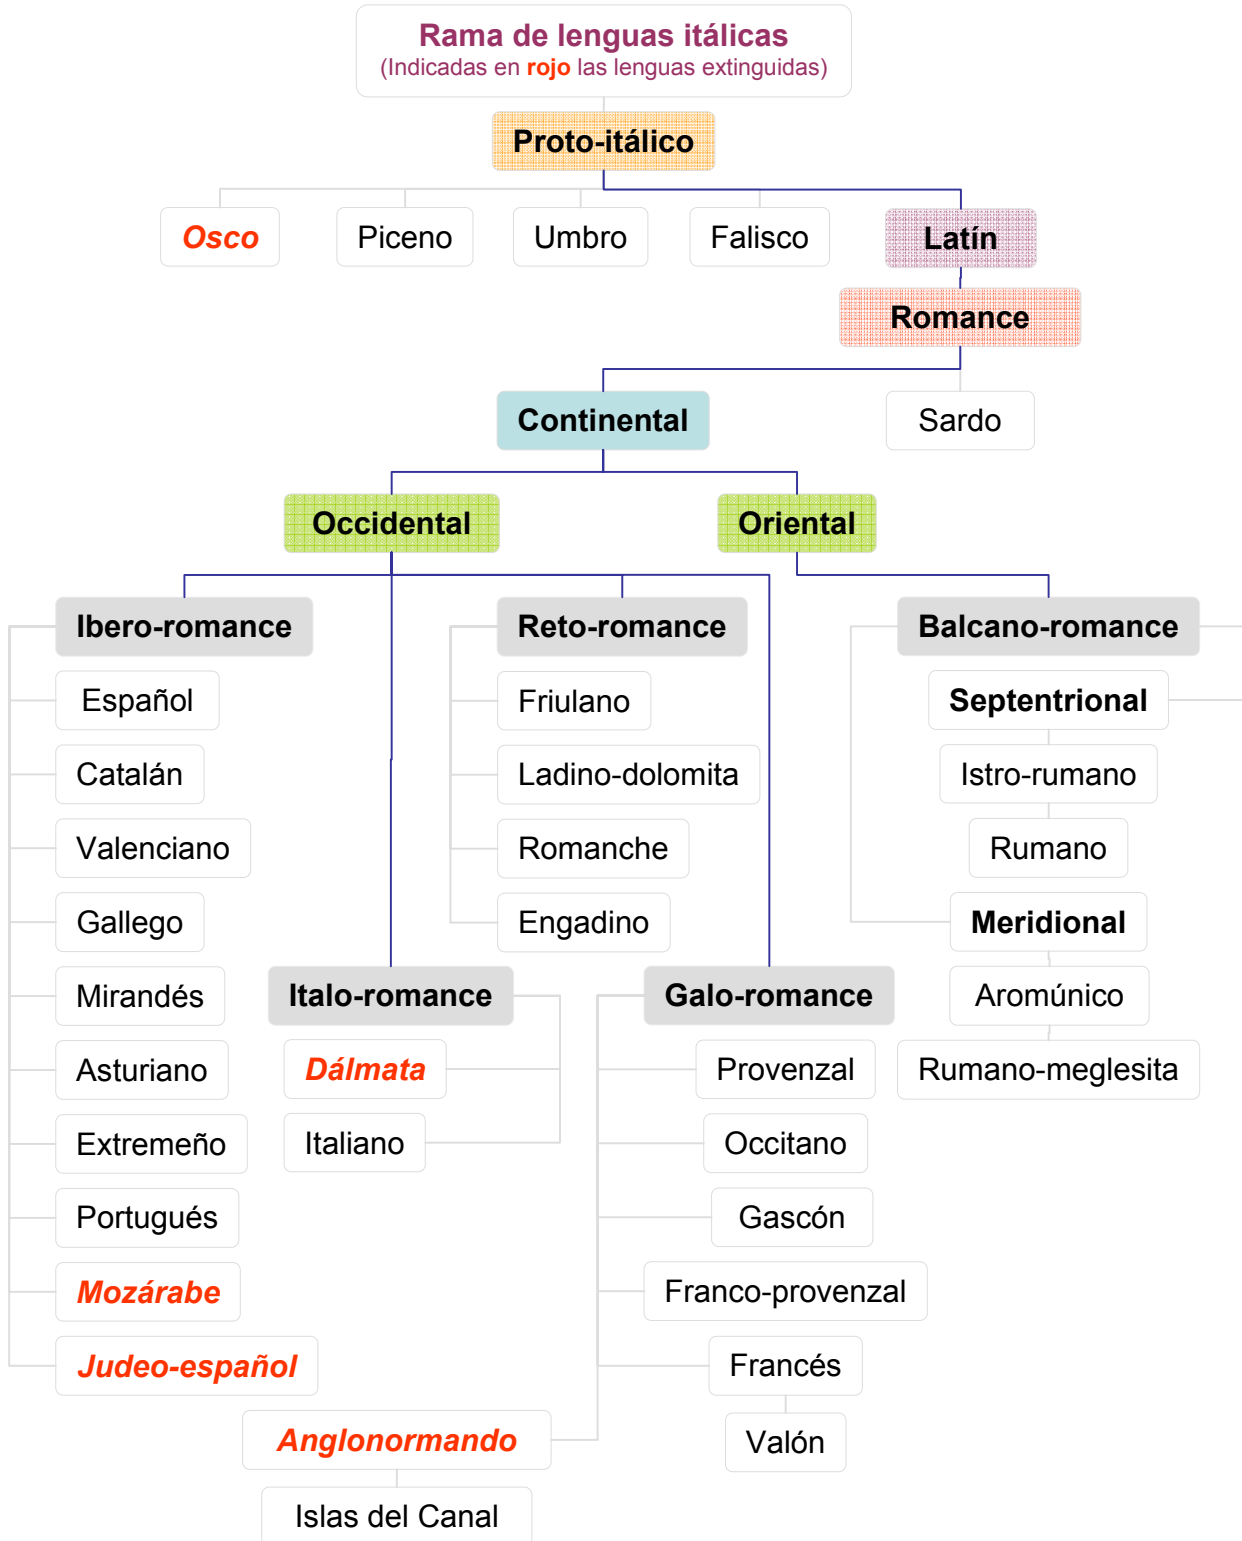 Rama de lenguas itálicas
(Indicadas en rojo las lenguas extinguidas)
Proto-itálico
Osco
Piceno
Umbro
Falisco
Latín
Romance
Continental
Sardo
Occidental
Oriental
Ibero-romance
Español
Catalán
Valenciano
Gallego
Mirandés
Asturiano
Extremeño
Portugués
Mozárabe
Judeo-español
Reto-romance
Friulano
Ladino-dolomita
Romanche
Engadino
Italo-romance
Dálmata
Italiano
Galo-romance
Provenzal
Occitano
Gascón
Franco-provenzal
Francés
Valón
Anglonormando
Islas del Canal
Balcano-romance
Septentrional
Istro-rumano
Rumano
Meridional
Aromúnico
Rumano-meglesita